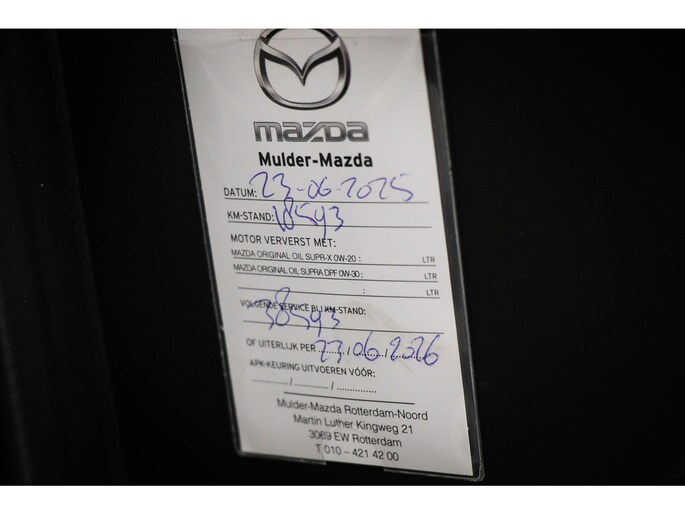 mazda
Mulder-Mazda
DATUM: 23-06-2025
KM-STAND: 18593
MOTOR VERVERST MET:
MAZDA ORIGINAL OIL SUPR-X 0W-20 : LTR
MAZDA ORIGINAL OIL SUPRA DPF 0W-30 : LTR
: LTR
VOLGENDE SERVICE BIJ KM-STAND:
38593
OF UITERLIJK PER 23/06/2026
APK-KEURING UITVOEREN VÓÓR:
............/............/...............
Mulder-Mazda Rotterdam-Noord
Martin Luther Kingweg 21
3069 EW Rotterdam
T 010 – 421 42 00